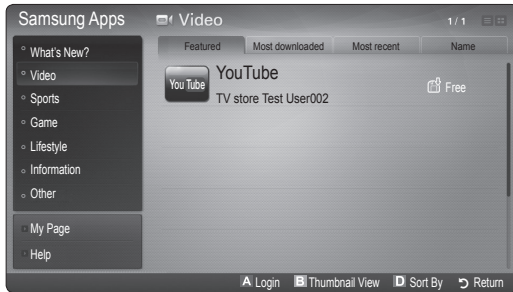 Samsung Apps
Video
1/1
What's New?
Video
Sports
Game
Lifestyle
Information
Other
My Page
Help
Featured
Most downloaded
Most recent
Name
You Tube
YouTube
TV store Test User002
Free
A Login B Thumbnail View D Sort By Return